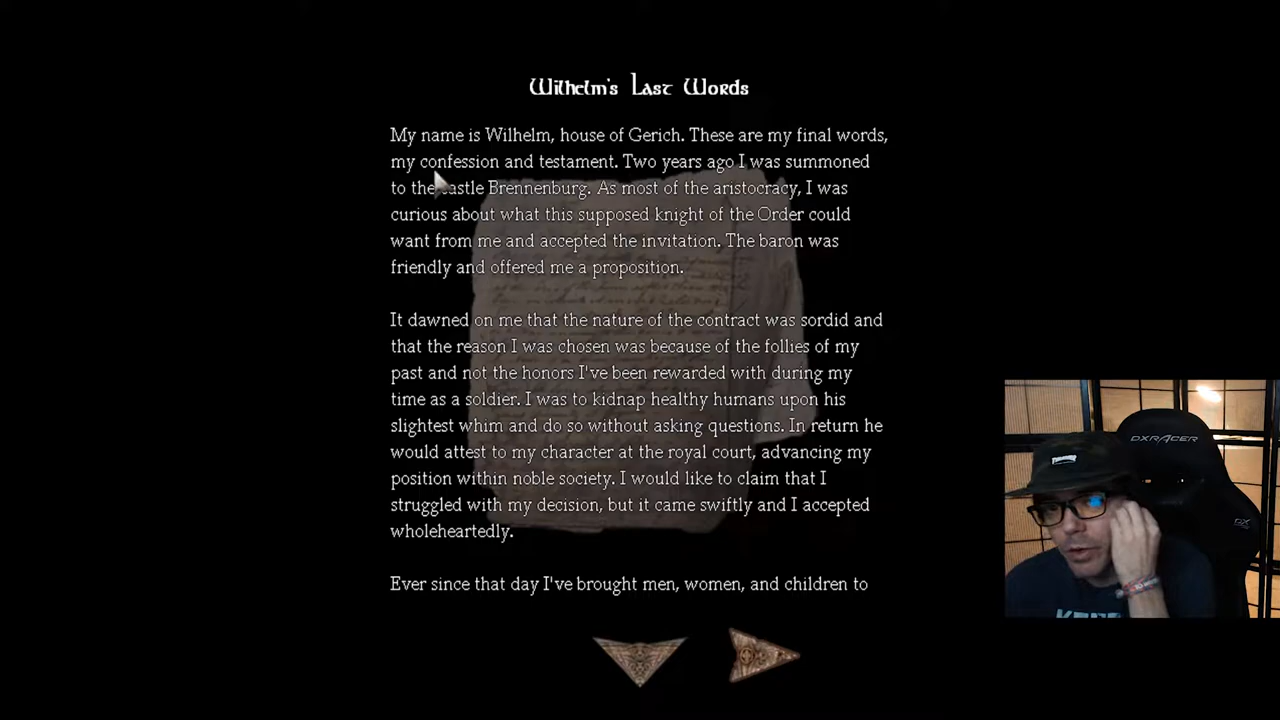 Wilhelm's Last Words
My name is Wilhelm, house of Gerich. These are my final words,
my confession and testament. Two years ago I was summoned
to the castle Brennenburg. As most of the aristocracy, I was
curious about what this supposed knight of the Order could
want from me and accepted the invitation. The baron was
friendly and offered me a proposition.
It dawned on me that the nature of the contract was sordid and
that the reason I was chosen was because of the follies of my
past and not the honors I've been rewarded with during my
time as a soldier. I was to kidnap healthy humans upon his
slightest whim and do so without asking questions. In return he
would attest to my character at the royal court, advancing my
position within noble society. I would like to claim that I
struggled with my decision, but it came swiftly and I accepted
wholeheartedly.
Ever since that day I've brought men, women, and children to
DXRACER